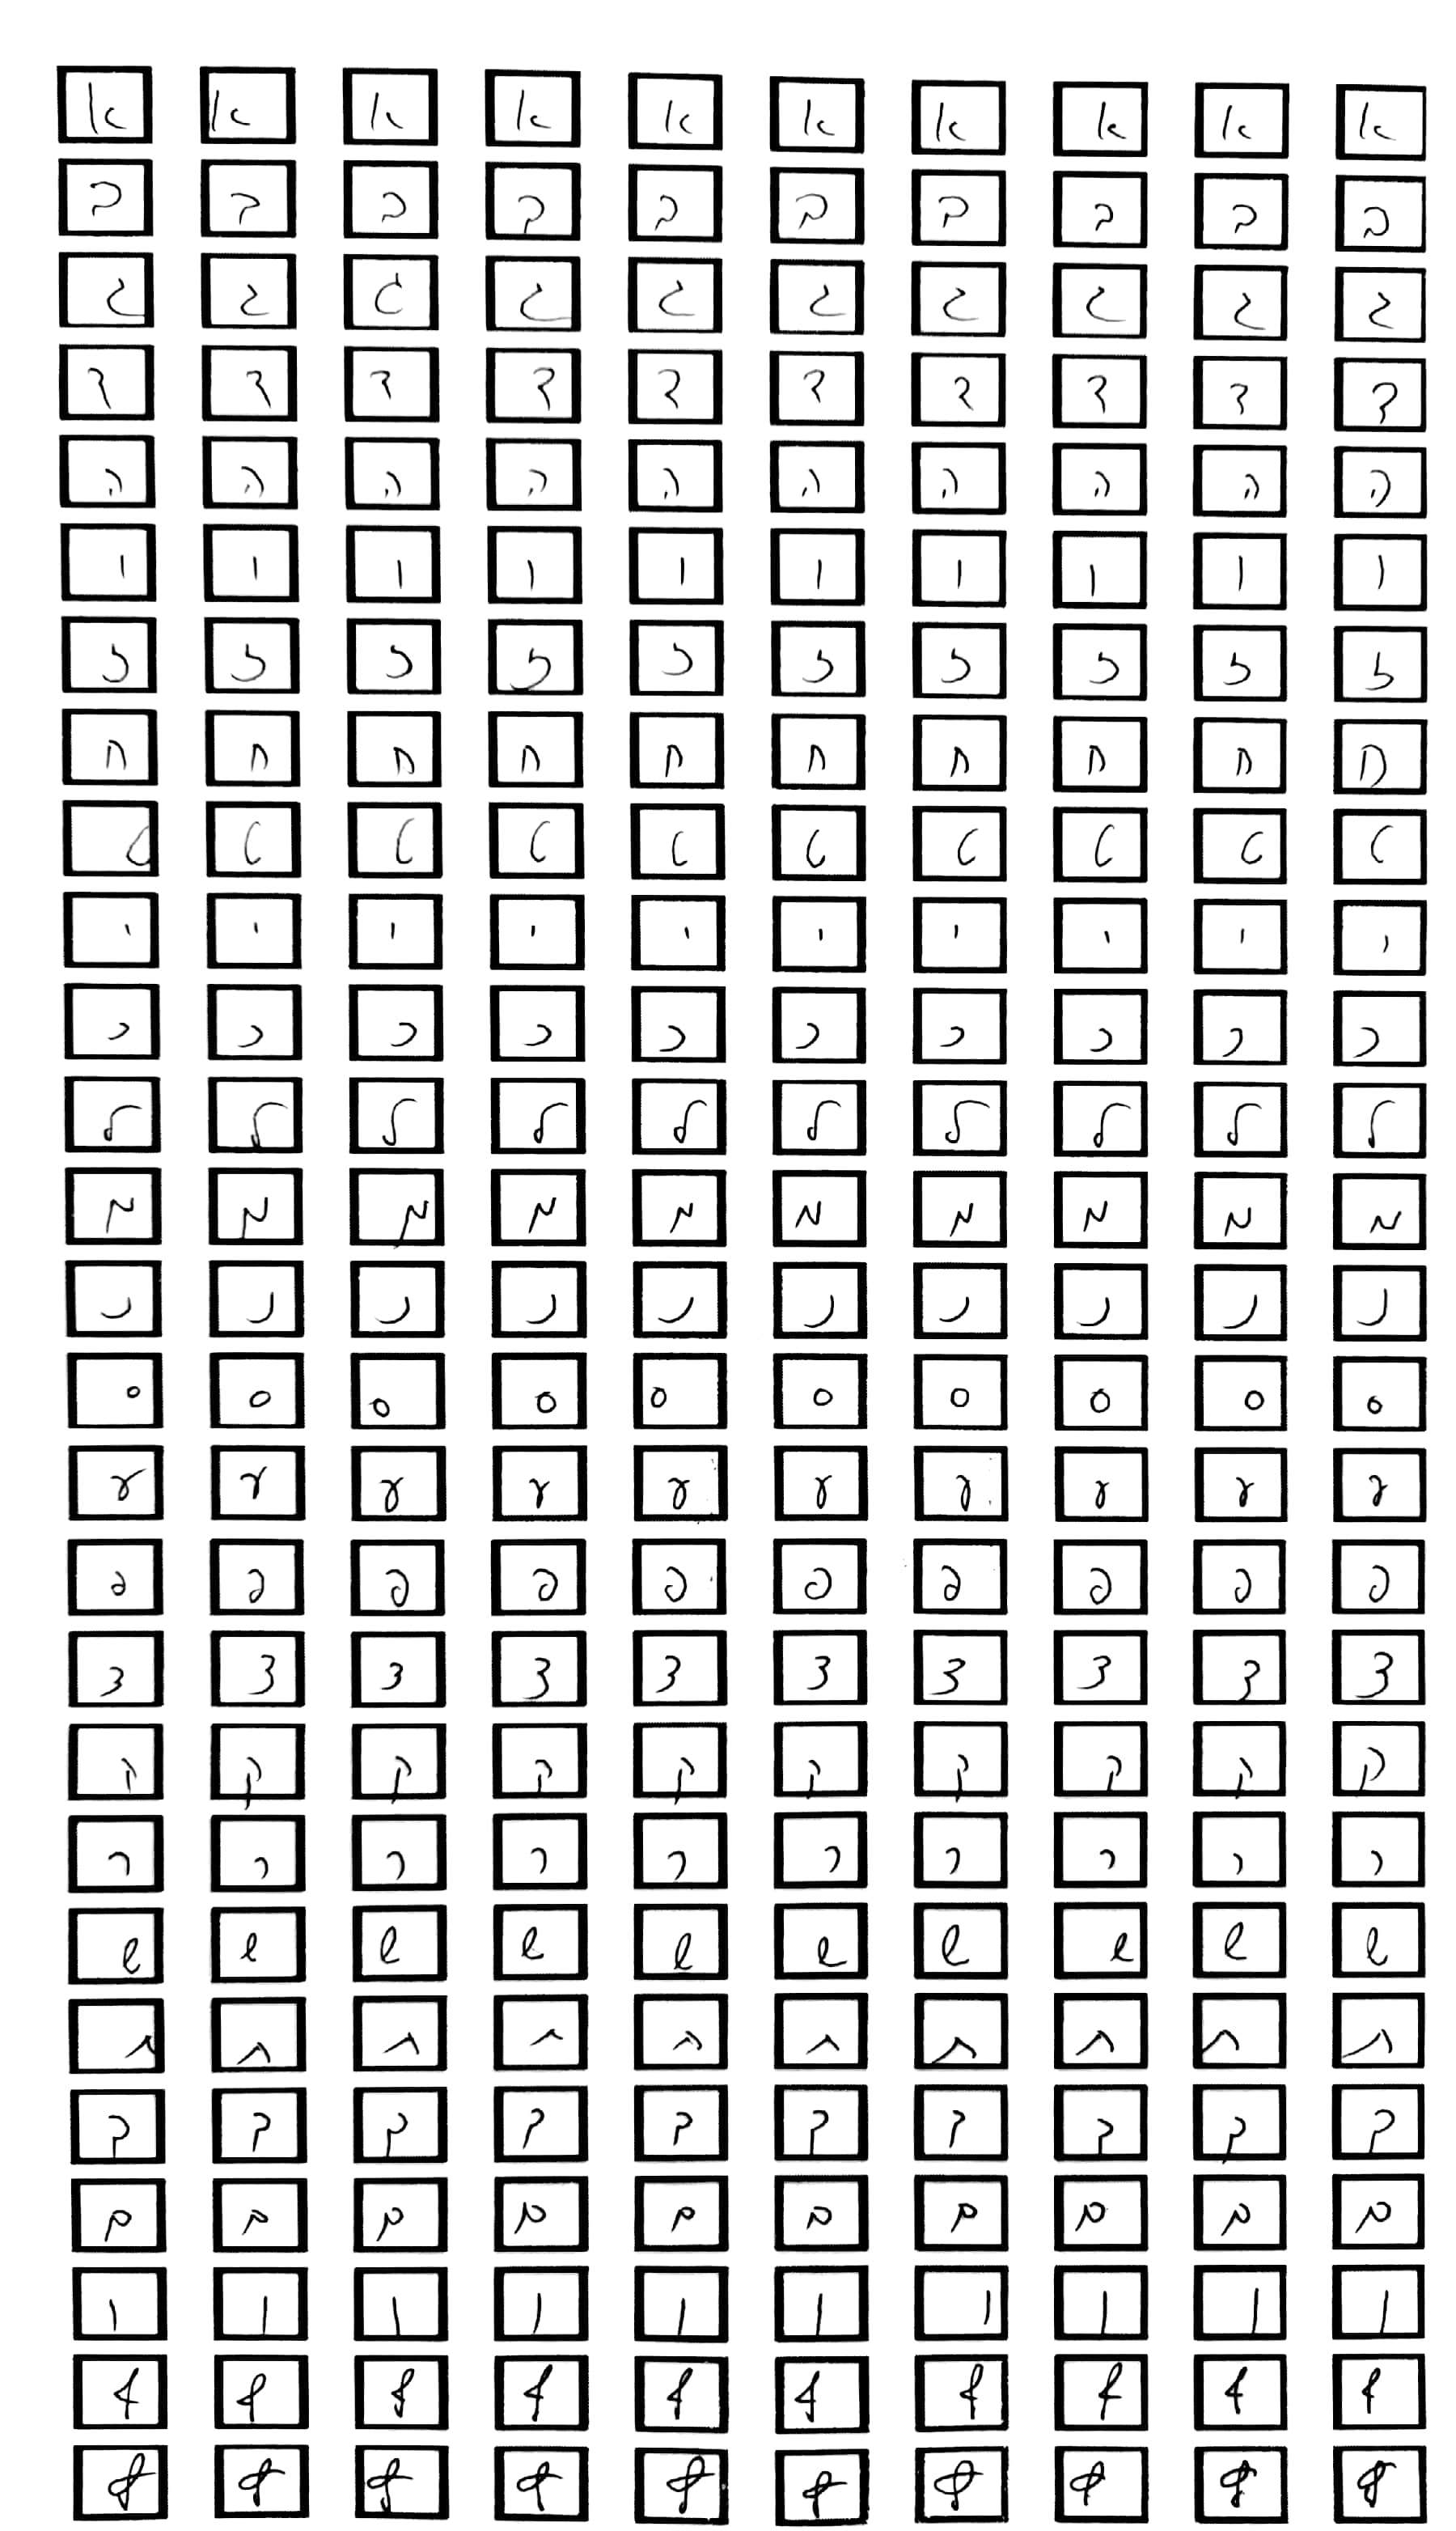 א א א א א א א א א א
ב ב ב ב ב ב ב ב ב ב
ג ג ג ג ג ג ג ג ג ג
ד ד ד ד ד ד ד ד ד ד
ה ה ה ה ה ה ה ה ה ה
ו ו ו ו ו ו ו ו ו ו
ז ז ז ז ז ז ז ז ז ז
ח ח ח ח ח ח ח ח ח ח
ט ט ט ט ט ט ט ט ט ט
י י י י י י י י י י
כ כ כ כ כ כ כ כ כ כ
ל ל ל ל ל ל ל ל ל ל
מ מ מ מ מ מ מ מ מ מ
נ נ נ נ נ נ נ נ נ נ
ס ס ס ס ס ס ס ס ס ס
ע ע ע ע ע ע ע ע ע ע
פ פ פ פ פ פ פ פ פ פ
צ צ צ צ צ צ צ צ צ צ
ק ק ק ק ק ק ק ק ק ק
ר ר ר ר ר ר ר ר ר ר
ש ש ש ש ש ש ש ש ש ש
ת ת ת ת ת ת ת ת ת ת
ך ך ך ך ך ך ך ך ך ך
ם ם ם ם ם ם ם ם ם ם
ן ן ן ן ן ן ן ן ן ן
ף ף ף ף ף ף ף ף ף ף
ץ ץ ץ ץ ץ ץ ץ ץ ץ ץ